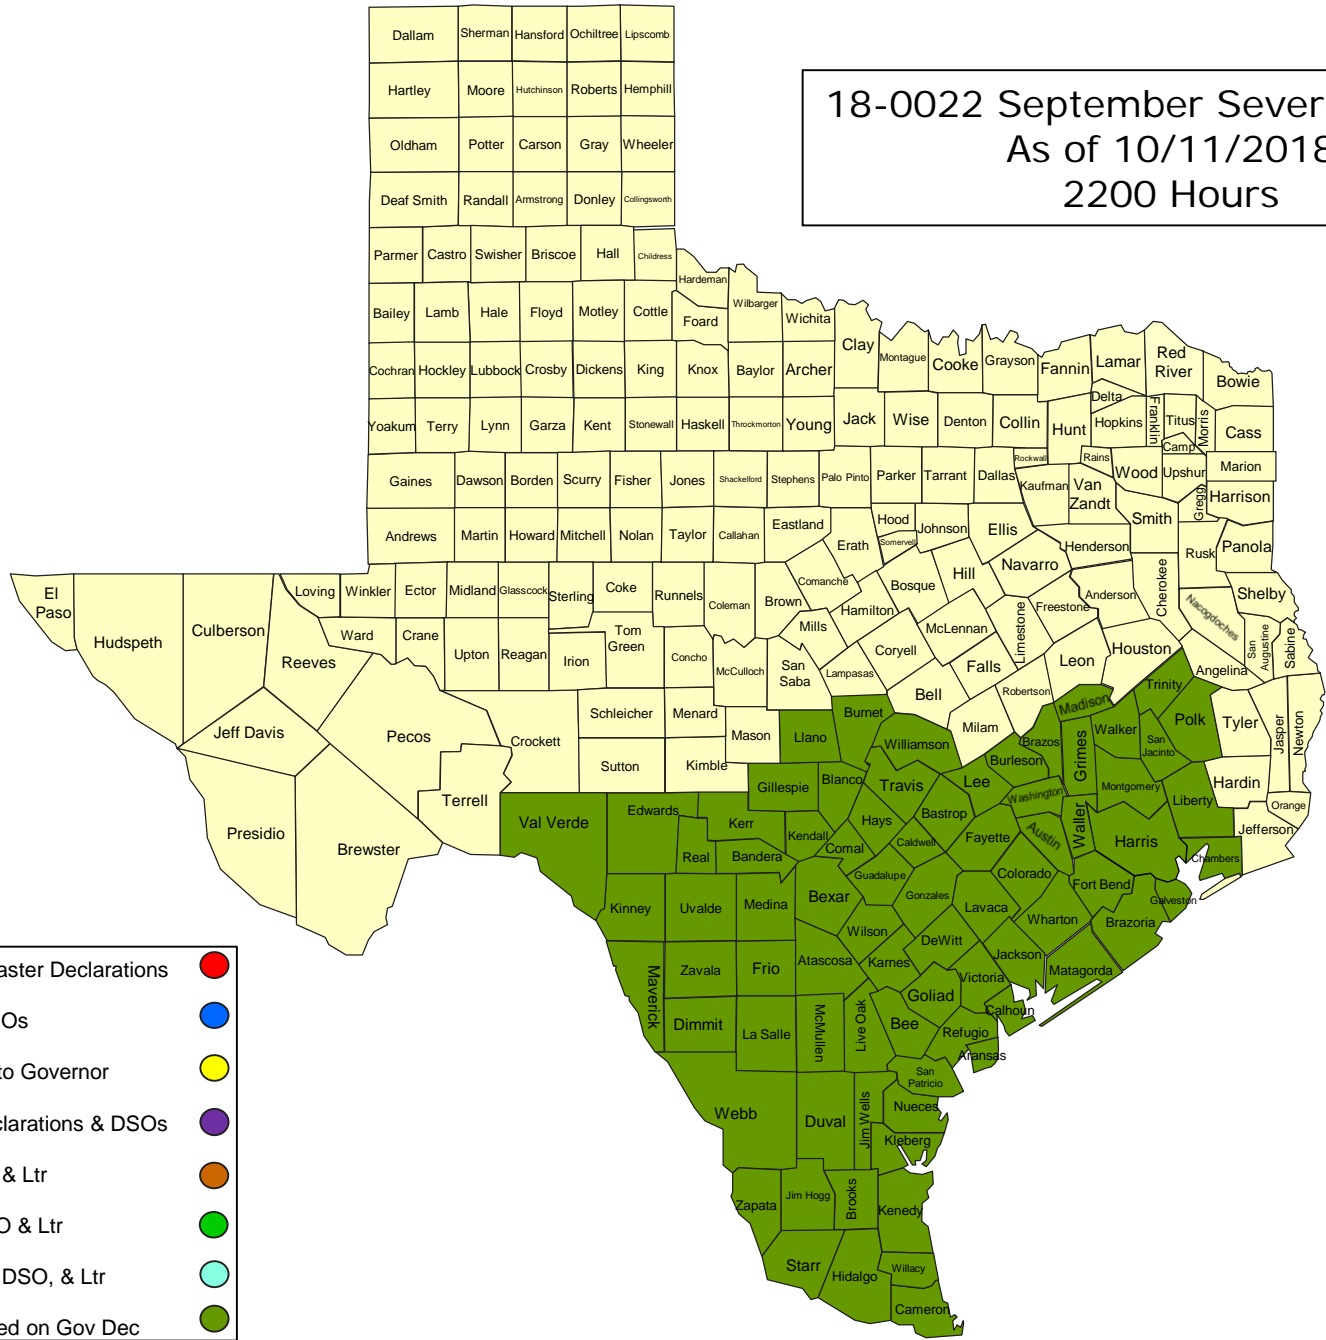 18-0022 September Sever
As of 10/11/2018
2200 Hours
Dallam Sherman Hansford Ochiltree Lipscomb
Hartley Moore Hutchinson Roberts Hemphill
Oldham Potter Carson Gray Wheeler
Deaf Smith Randall Armstrong Donley Collingsworth
Parmer Castro Swisher Briscoe Hall Childress
Hardeman
Bailey Lamb Hale Floyd Motley Cottle Foard Wilbarger Wichita
Clay Montague Cooke Grayson Fannin Lamar Red River Bowie
Cochran Hockley Lubbock Crosby Dickens King Knox Baylor Archer
Delta
Yoakum Terry Lynn Garza Kent Stonewall Haskell Throckmorton Young Jack Wise Denton Collin Hunt Hopkins Franklin Titus Morris Cass
Camp
Rockwall Rains Wood Upshur Marion
Gaines Dawson Borden Scurry Fisher Jones Shackelford Stephens Palo Pinto Parker Tarrant Dallas Kaufman Van Zandt Gregg Harrison
Andrews Martin Howard Mitchell Nolan Taylor Callahan Eastland Erath Hood Somervell Johnson Ellis Henderson Smith Rusk Panola
El Paso Hudspeth Culberson Loving Winkler Ector Midland Glasscock Sterling Coke Runnels Coleman Brown Comanche Hamilton Bosque Hill Navarro Freestone Anderson Cherokee Nacogdoches Shelby
Reeves Ward Crane Upton Reagan Irion Tom Green Concho McCulloch San Saba Mills Lampasas Coryell McLennan Limestone Falls Leon Houston Angelina San Augustine Sabine
Jeff Davis Pecos Crockett Schleicher Menard Mason Llano Burnet Bell Milam Robertson Madison Trinity Polk Tyler Jasper Newton
Sutton Kimble Williamson Brazos Burleson Grimes Walker San Jacinto Hardin
Presidio Brewster Terrell Val Verde Edwards Kerr Gillespie Blanco Travis Lee Washington Montgomery Liberty Orange
Real Bandera Kendall Comal Hays Caldwell Bastrop Fayette Austin Waller Harris Jefferson
Chambers
Kinney Uvalde Medina Bexar Guadalupe Gonzales Lavaca Colorado Fort Bend Galveston
Wharton Brazoria
Maverick Zavala Frio Atascosa Wilson Karnes DeWitt Jackson Matagorda
Victoria
Dimmit La Salle McMullen Live Oak Bee Goliad Refugio Calhoun
Aransas
San Patricio
Webb Duval Jim Wells Nueces
Kleberg
Zapata Jim Hogg Brooks Kenedy
Starr Hidalgo Willacy
Cameron
aster Declarations
Os
to Governor
clarations & DSOs
& Ltr
O & Ltr
DSO, & Ltr
ed on Gov Dec